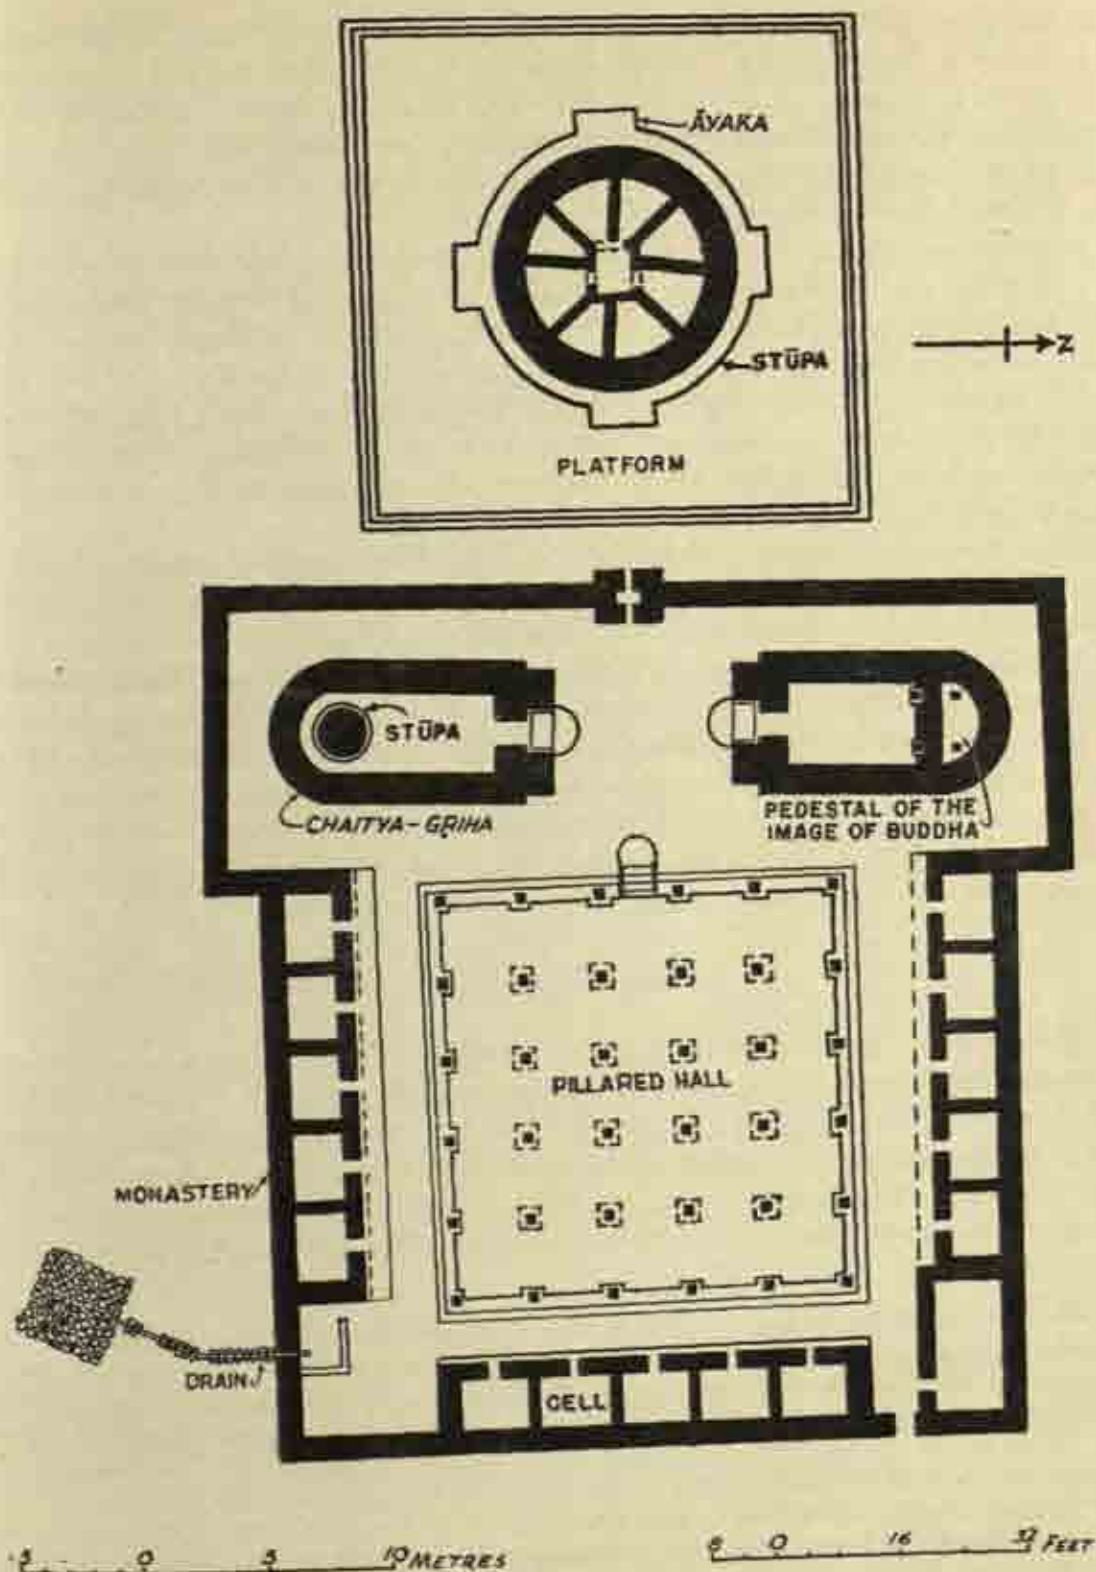 ĀYAKA
Z
STŪPA
PLATFORM
STŪPA
CHAITYA-GṚIHA
PEDESTAL OF THE
IMAGE OF BUDDHA
PILLARED HALL
MONASTERY
DRAIN
CELL
5 0 5 10 METRES
0 16 32 FEET